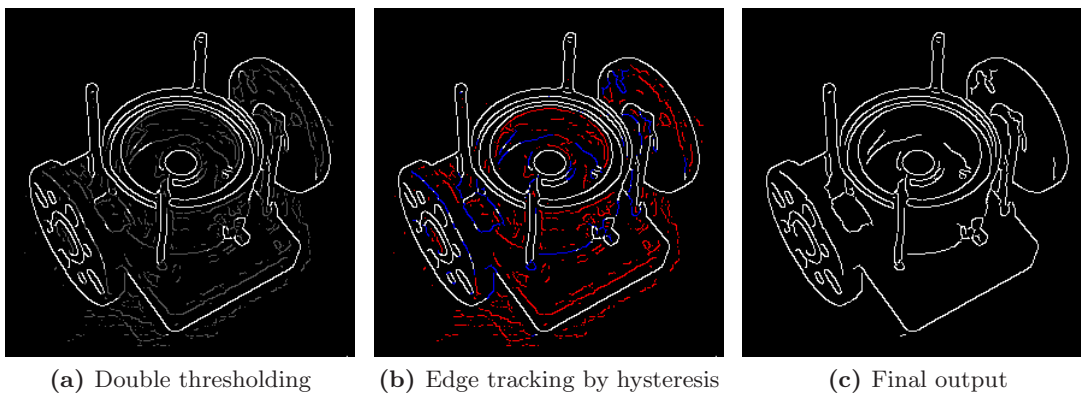 (a) Double thresholding
(b) Edge tracking by hysteresis
(c) Final output